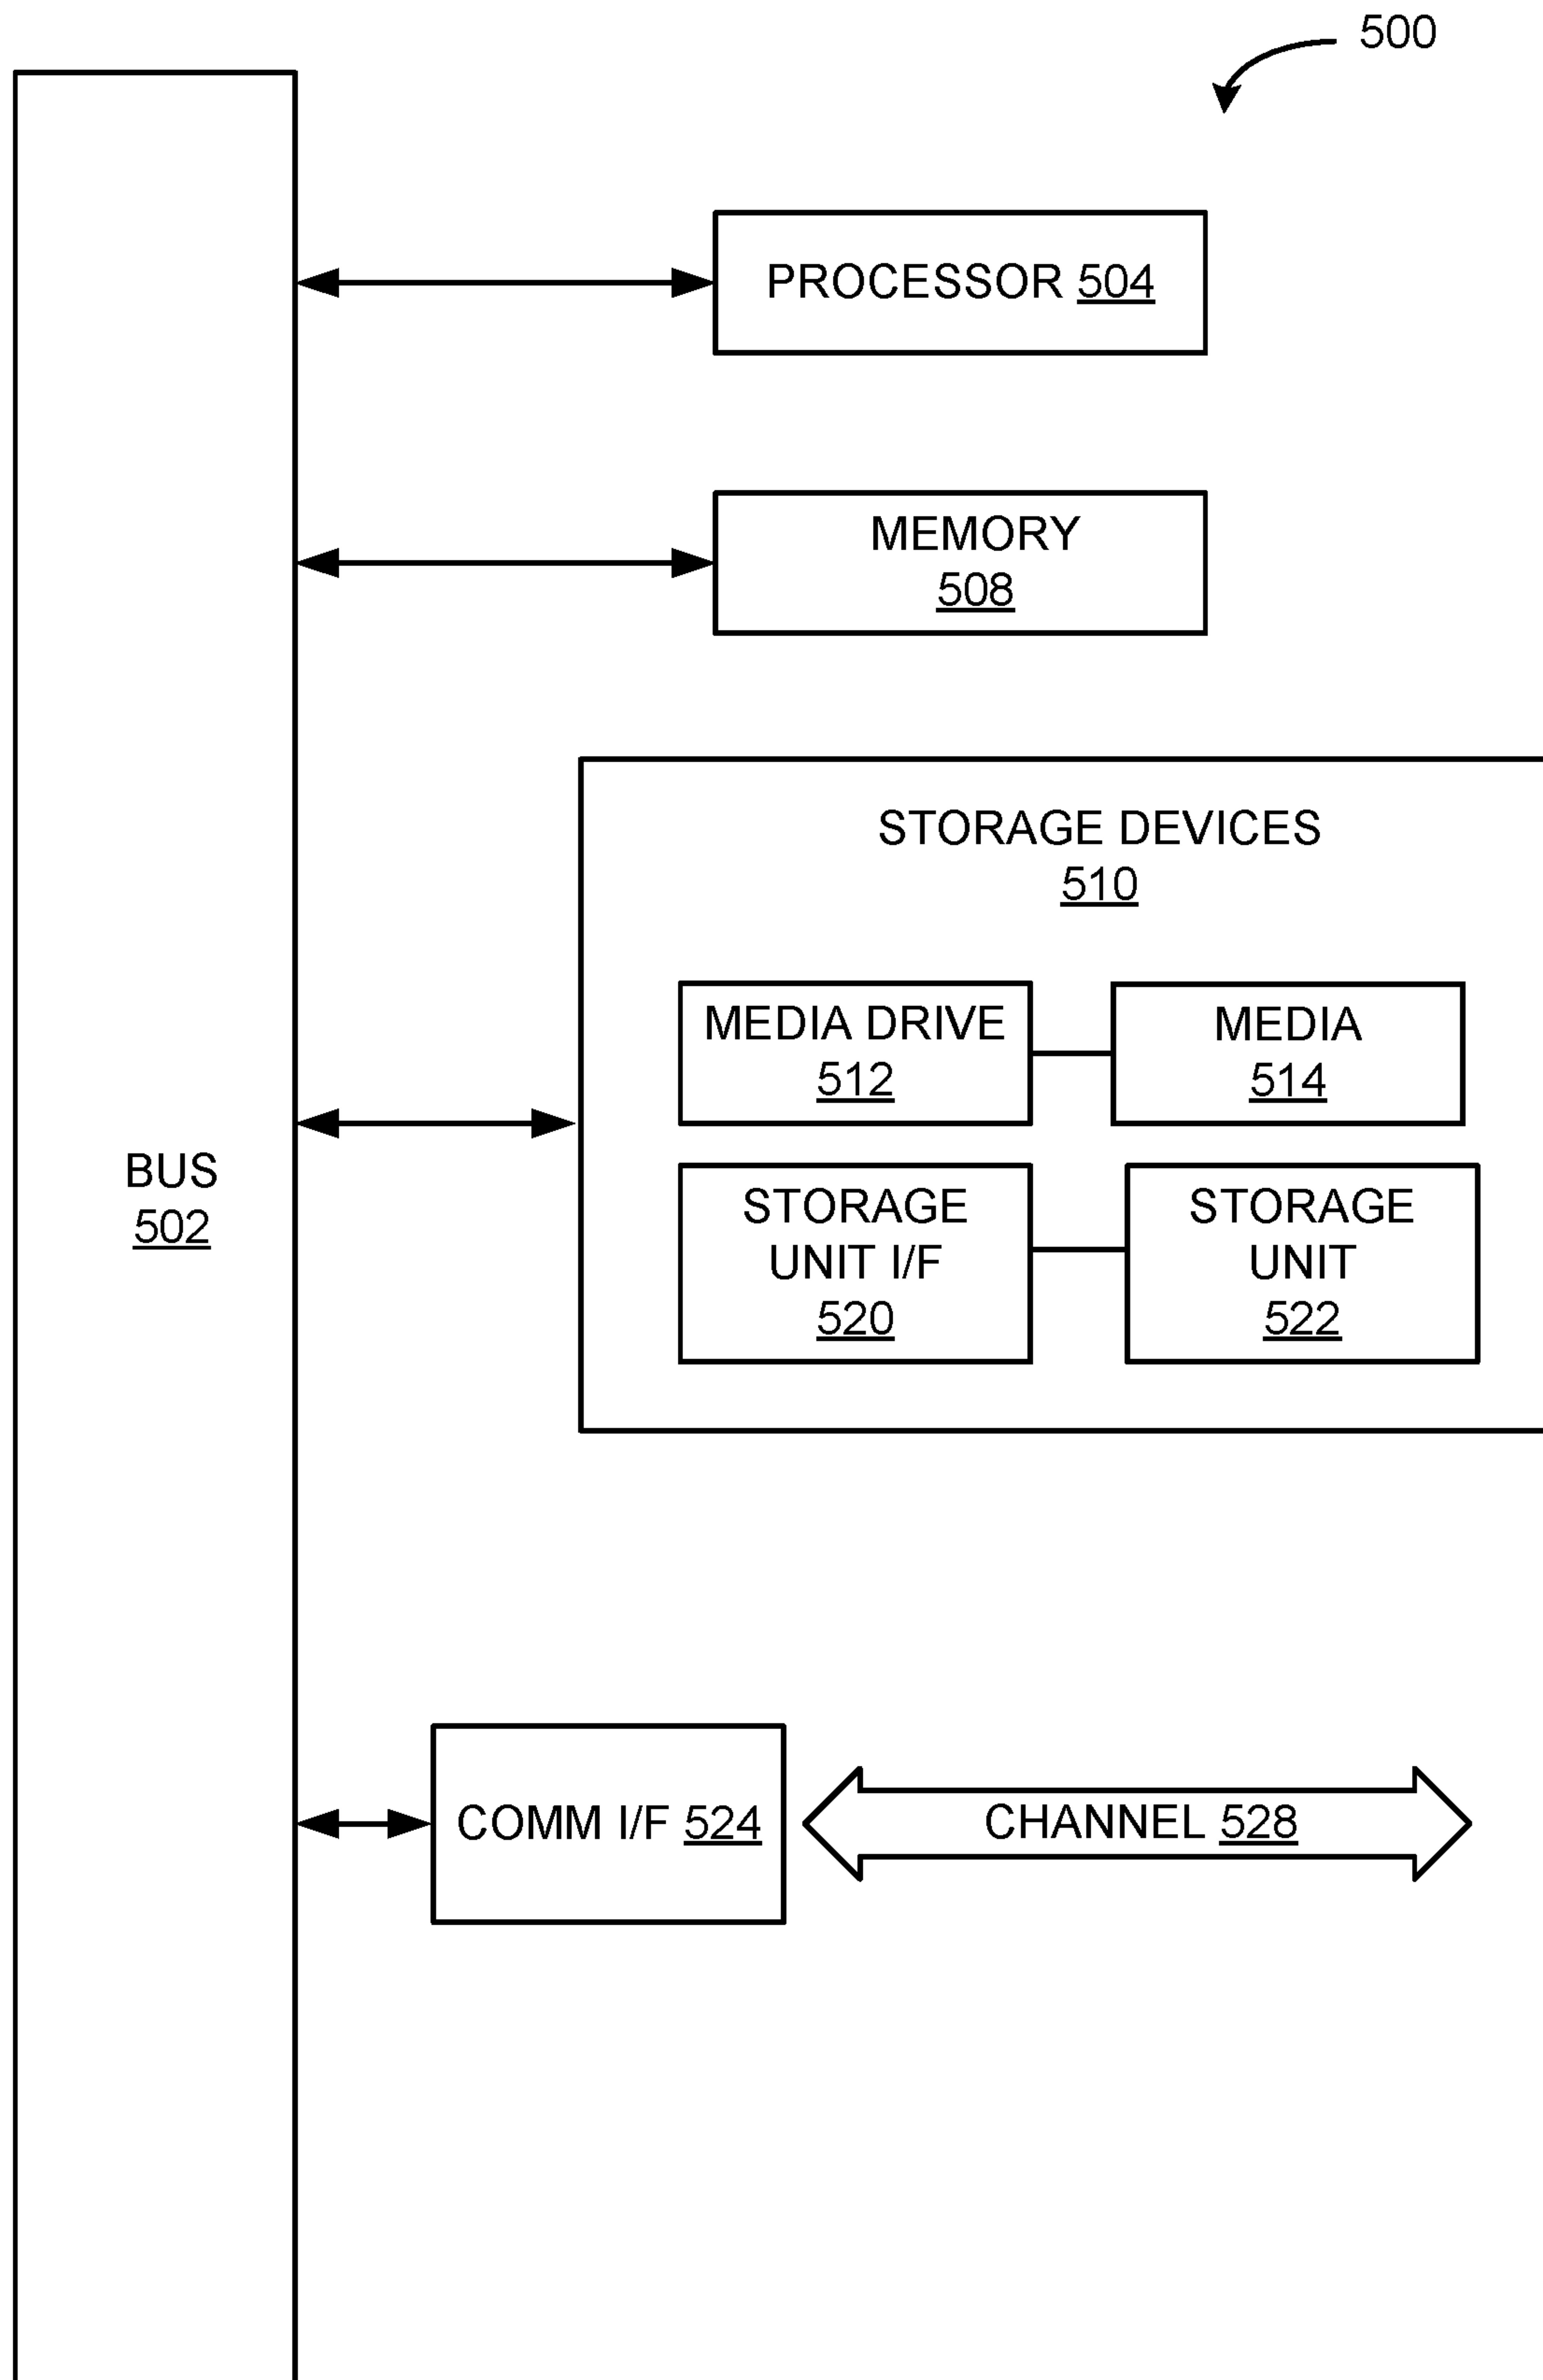 500
PROCESSOR 504
MEMORY
508
STORAGE DEVICES
510
MEDIA DRIVE
512
MEDIA
514
BUS
502
STORAGE
UNIT I/F
520
STORAGE
UNIT
522
COMM I/F 524
CHANNEL 528